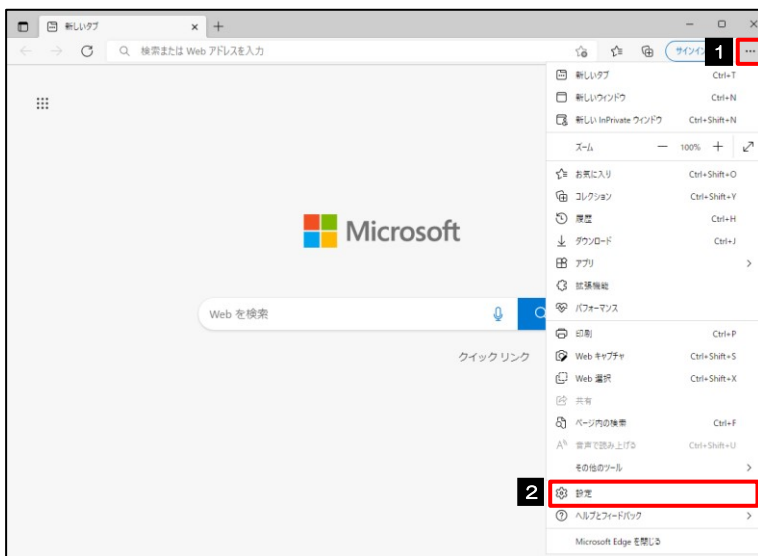 新しいタブ
検索または Web アドレスを入力
サインイン
1
新しいタブ Ctrl+T
新しいウィンドウ Ctrl+N
新しい InPrivate ウィンドウ Ctrl+Shift+N
ズーム 100%
お気に入り Ctrl+Shift+O
コレクション Ctrl+Shift+Y
履歴 Ctrl+H
ダウンロード Ctrl+J
アプリ
拡張機能
パフォーマンス
印刷 Ctrl+P
Web キャプチャ Ctrl+Shift+S
Web 選択 Ctrl+Shift+X
共有
ページ内の検索 Ctrl+F
音声で読み上げる Ctrl+Shift+U
その他のツール
2 設定
ヘルプとフィードバック
Microsoft Edge を閉じる
Microsoft
Web を検索
クイック リンク